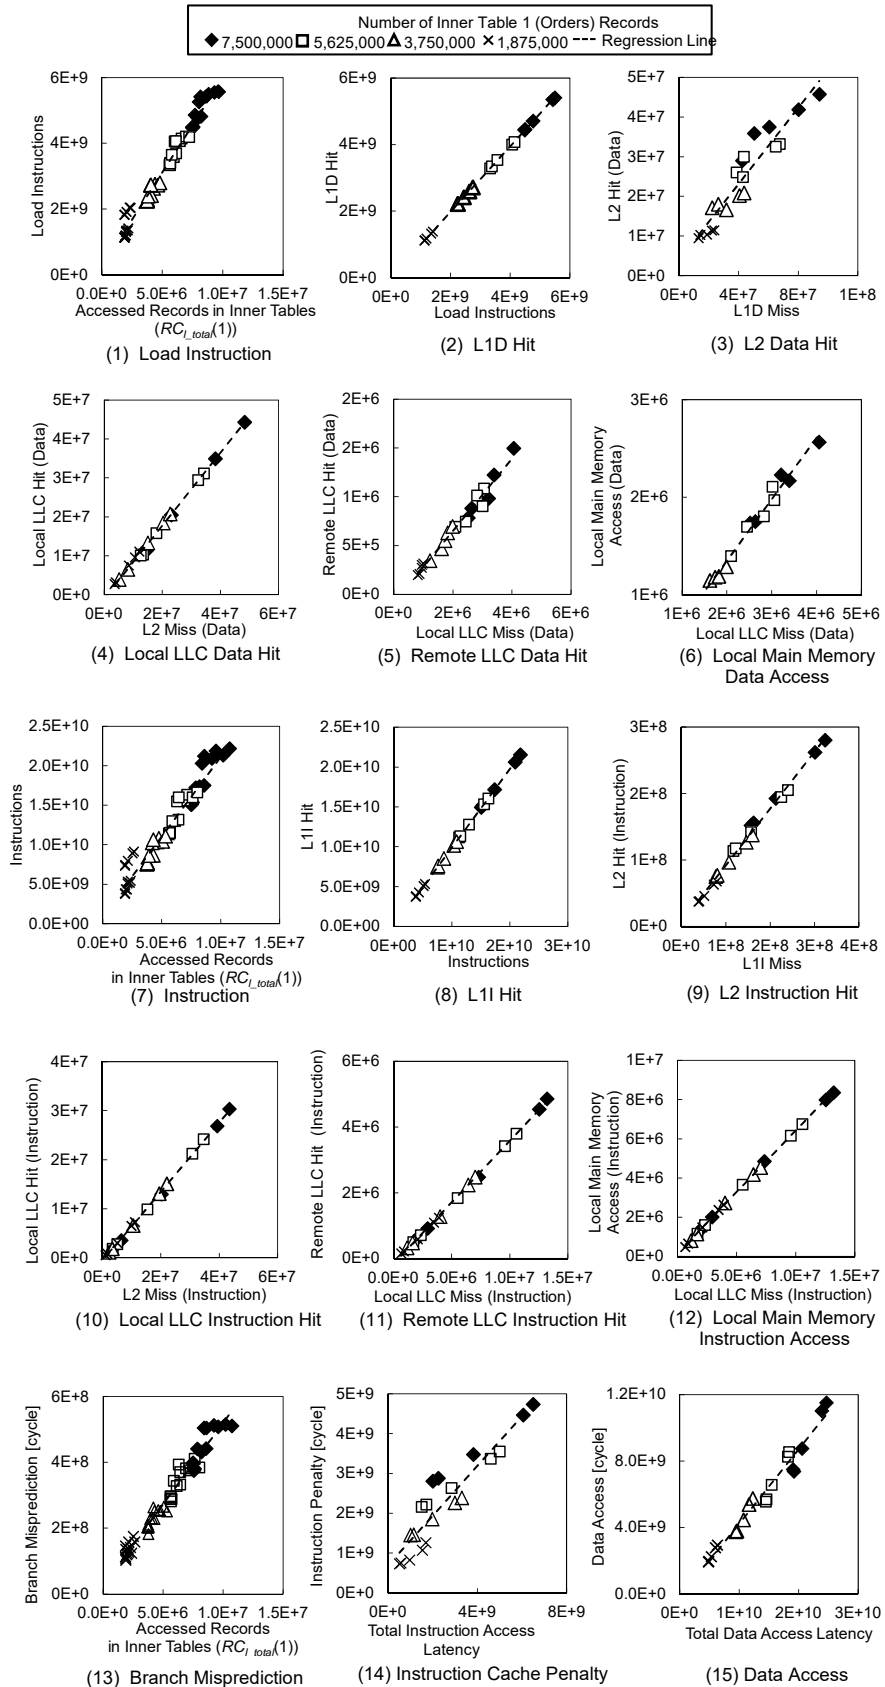 Number of Inner Table 1 (Orders) Records
7,500,000 5,625,000 3,750,000 1,875,000 Regression Line
6E+9
4E+9
2E+9
0E+0
Load Instructions
0.0E+0 5.0E+6 1.0E+7 1.5E+7
Accessed Records in Inner Tables
(RCI_total(1))
(1) Load Instruction
6E+9
4E+9
2E+9
0E+0
L1D Hit
0E+0 2E+9 4E+9 6E+9
Load Instructions
(2) L1D Hit
5E+7
4E+7
3E+7
2E+7
1E+7
0E+0
L2 Hit (Data)
0E+0 4E+7 8E+7 1E+8
L1D Miss
(3) L2 Data Hit
5E+7
4E+7
3E+7
2E+7
1E+7
0E+0
Local LLC Hit (Data)
0E+0 2E+7 4E+7 6E+7
L2 Miss (Data)
(4) Local LLC Data Hit
2E+6
2E+6
1E+6
5E+5
0E+0
Remote LLC Hit (Data)
0E+0 2E+6 4E+6 6E+6
Local LLC Miss (Data)
(5) Remote LLC Data Hit
3E+6
2E+6
1E+6
Local Main Memory
Access (Data)
1E+6 2E+6 3E+6 4E+6 5E+6
Local LLC Miss (Data)
(6) Local Main Memory
Data Access
2.5E+10
2.0E+10
1.5E+10
1.0E+10
5.0E+09
0.0E+00
Instructions
0.0E+0 5.0E+6 1.0E+7 1.5E+7
Accessed Records
in Inner Tables (RCI_total(1))
(7) Instruction
2.5E+10
2.0E+10
1.5E+10
1.0E+10
5.0E+09
0.0E+00
L1I Hit
0E+00 1E+10 2E+10 3E+10
Instructions
(8) L1I Hit
3E+8
2E+8
1E+8
0E+0
L2 Hit (Instruction)
0E+0 1E+8 2E+8 3E+8 4E+8
L1I Miss
(9) L2 Instruction Hit
4E+7
3E+7
2E+7
1E+7
0E+0
Local LLC Hit (Instruction)
0E+0 2E+7 4E+7 6E+7
L2 Miss (Instruction)
(10) Local LLC Instruction Hit
6E+6
4E+6
2E+6
0E+0
Remote LLC Hit (Instruction)
0.0E+0 5.0E+6 1.0E+7 1.5E+7
Local LLC Miss (Instruction)
(11) Remote LLC Instruction Hit
1E+7
8E+6
6E+6
4E+6
2E+6
0E+0
Local Main Memory
Access (Instruction)
0.0E+0 5.0E+6 1.0E+7 1.5E+7
Local LLC Miss (Instruction)
(12) Local Main Memory
Instruction Access
6E+8
4E+8
2E+8
0E+0
Branch Misprediction [cycle]
0.0E+0 5.0E+6 1.0E+7 1.5E+7
Accessed Records
in Inner Tables (RCI_total(1))
(13) Branch Misprediction
5E+9
4E+9
3E+9
2E+9
1E+9
0E+0
Instruction Penalty [cycle]
0E+0 4E+9 8E+9
Total Instruction Access
Latency
(14) Instruction Cache Penalty
1.2E+10
8.0E+9
4.0E+9
0.0E+0
Data Access [cycle]
0E+0 1E+10 2E+10 3E+10
Total Data Access Latency
(15) Data Access